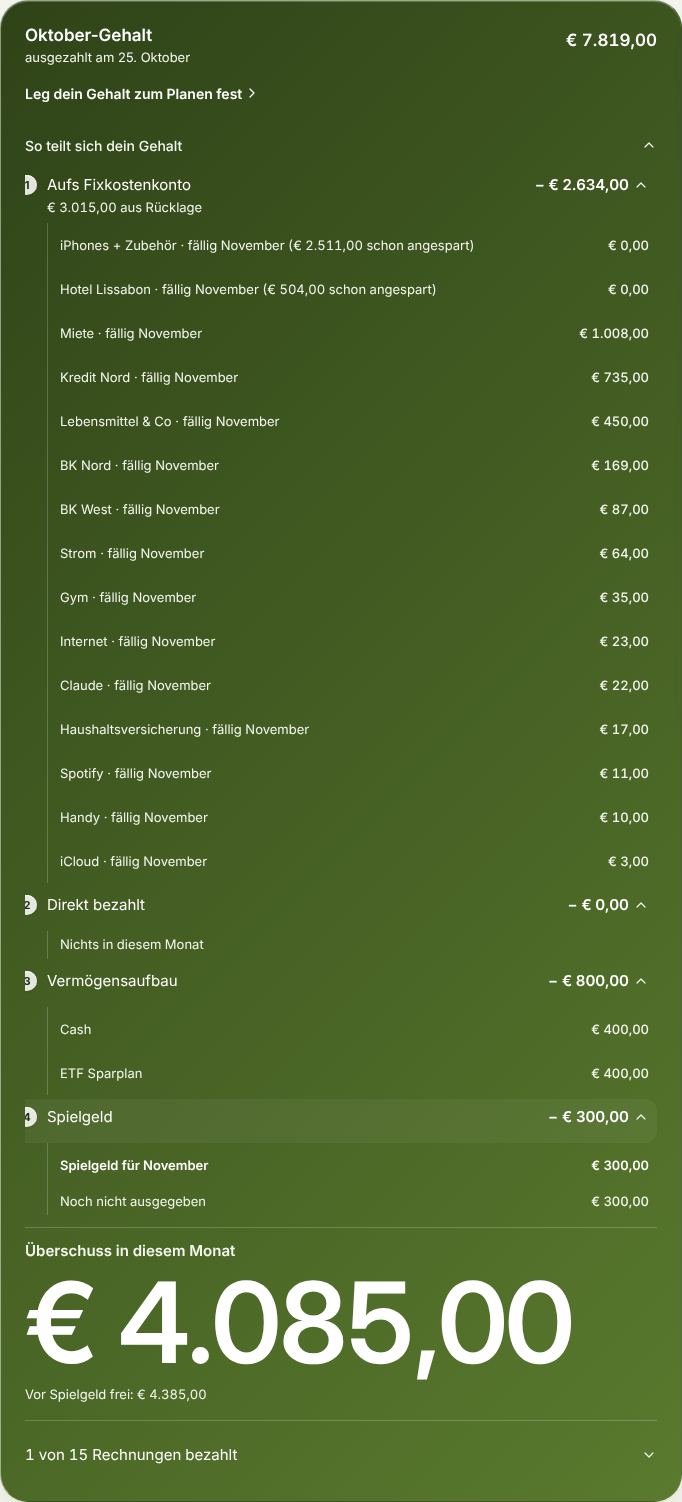 Oktober-Gehalt
€ 7.819,00
ausgezahlt am 25. Oktober
Leg dein Gehalt zum Planen fest
So teilt sich dein Gehalt
1 Aufs Fixkostenkonto – € 2.634,00
€ 3.015,00 aus Rücklage
iPhones + Zubehör · fällig November (€ 2.511,00 schon angespart) € 0,00
Hotel Lissabon · fällig November (€ 504,00 schon angespart) € 0,00
Miete · fällig November € 1.008,00
Kredit Nord · fällig November € 735,00
Lebensmittel & Co · fällig November € 450,00
BK Nord · fällig November € 169,00
BK West · fällig November € 87,00
Strom · fällig November € 64,00
Gym · fällig November € 35,00
Internet · fällig November € 23,00
Claude · fällig November € 22,00
Haushaltsversicherung · fällig November € 17,00
Spotify · fällig November € 11,00
Handy · fällig November € 10,00
iCloud · fällig November € 3,00
2 Direkt bezahlt – € 0,00
Nichts in diesem Monat
3 Vermögensaufbau – € 800,00
Cash € 400,00
ETF Sparplan € 400,00
4 Spielgeld – € 300,00
Spielgeld für November € 300,00
Noch nicht ausgegeben € 300,00
Überschuss in diesem Monat
€ 4.085,00
Vor Spielgeld frei: € 4.385,00
1 von 15 Rechnungen bezahlt